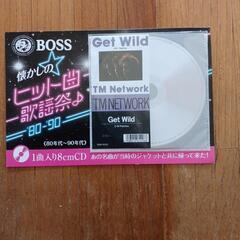 BOSS
懐かしの
ヒット曲
歌謡祭♪
'80-'90
《80年代~90年代》
1曲入り8cmCD
あの名曲が当時のジャケットと共に帰って来た!
Get Wild
TM Network
TM NETWORK
Get Wild